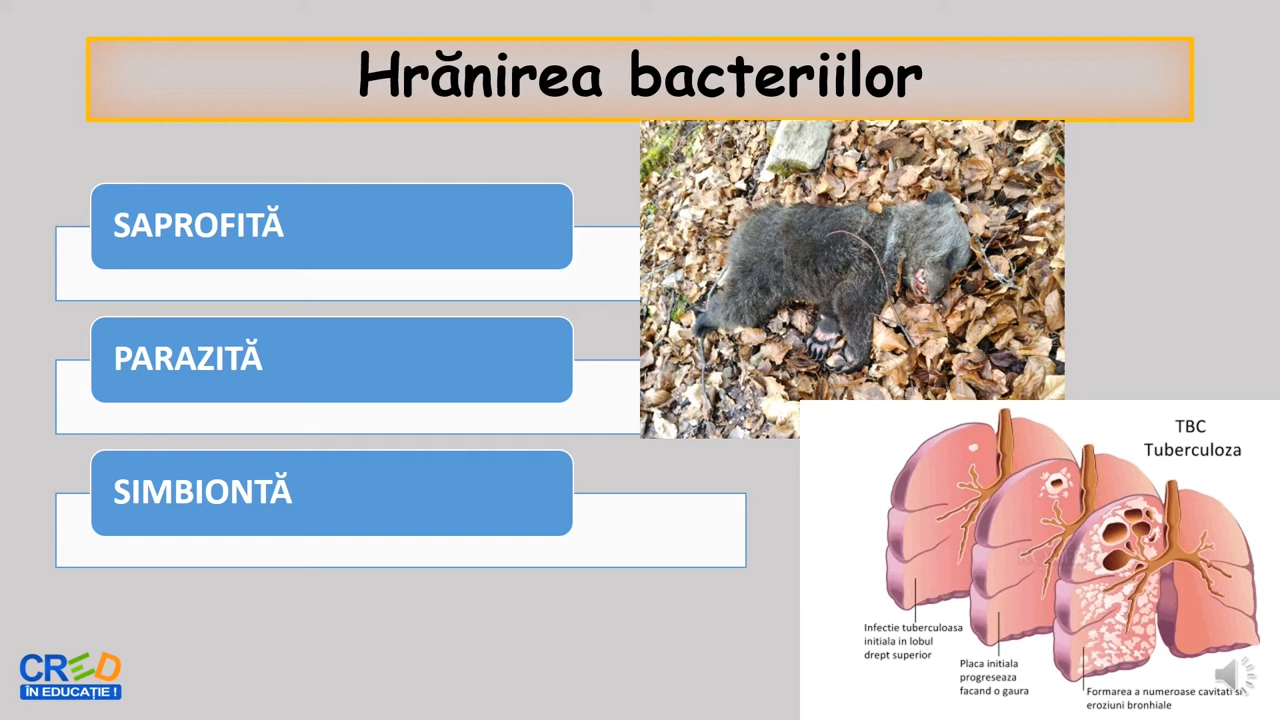 Hrănirea bacteriilor
SAPROFITĂ
PARAZITĂ
SIMBIONTĂ
TBC
Tuberculoza
Infectie tuberculoasa
initiala in lobul
drept superior
Placa initiala
progreseaza
facand o gaura
Formarea a numeroase cavitati si
eroziuni bronhiale
CRED
ÎN EDUCAȚIE !